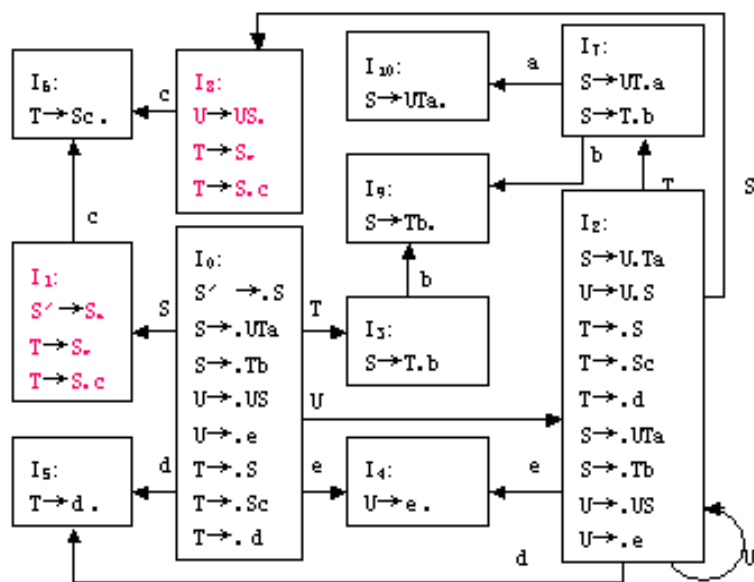 I₆:
T→Sc.
c
I₈:
U→US.
T→S.
T→S.c
I₁₀:
S→UTa.
a
I₇:
S→UT.a
S→T.b
b
T
S
I₉:
S→Tb.
c
b
I₁:
S′→S.
T→S.
T→S.c
S
I₀:
S′ →.S
S→.UTa
S→.Tb
U→.US
U→.e
T→.S
T→.Sc
T→.d
T
I₃:
S→T.b
U
I₂:
S→U.Ta
U→U.S
T→.S
T→.Sc
T→.d
S→.UTa
S→.Tb
U→.US
U→.e
I₅:
T→d.
d
e
I₄:
U→e.
e
d
U